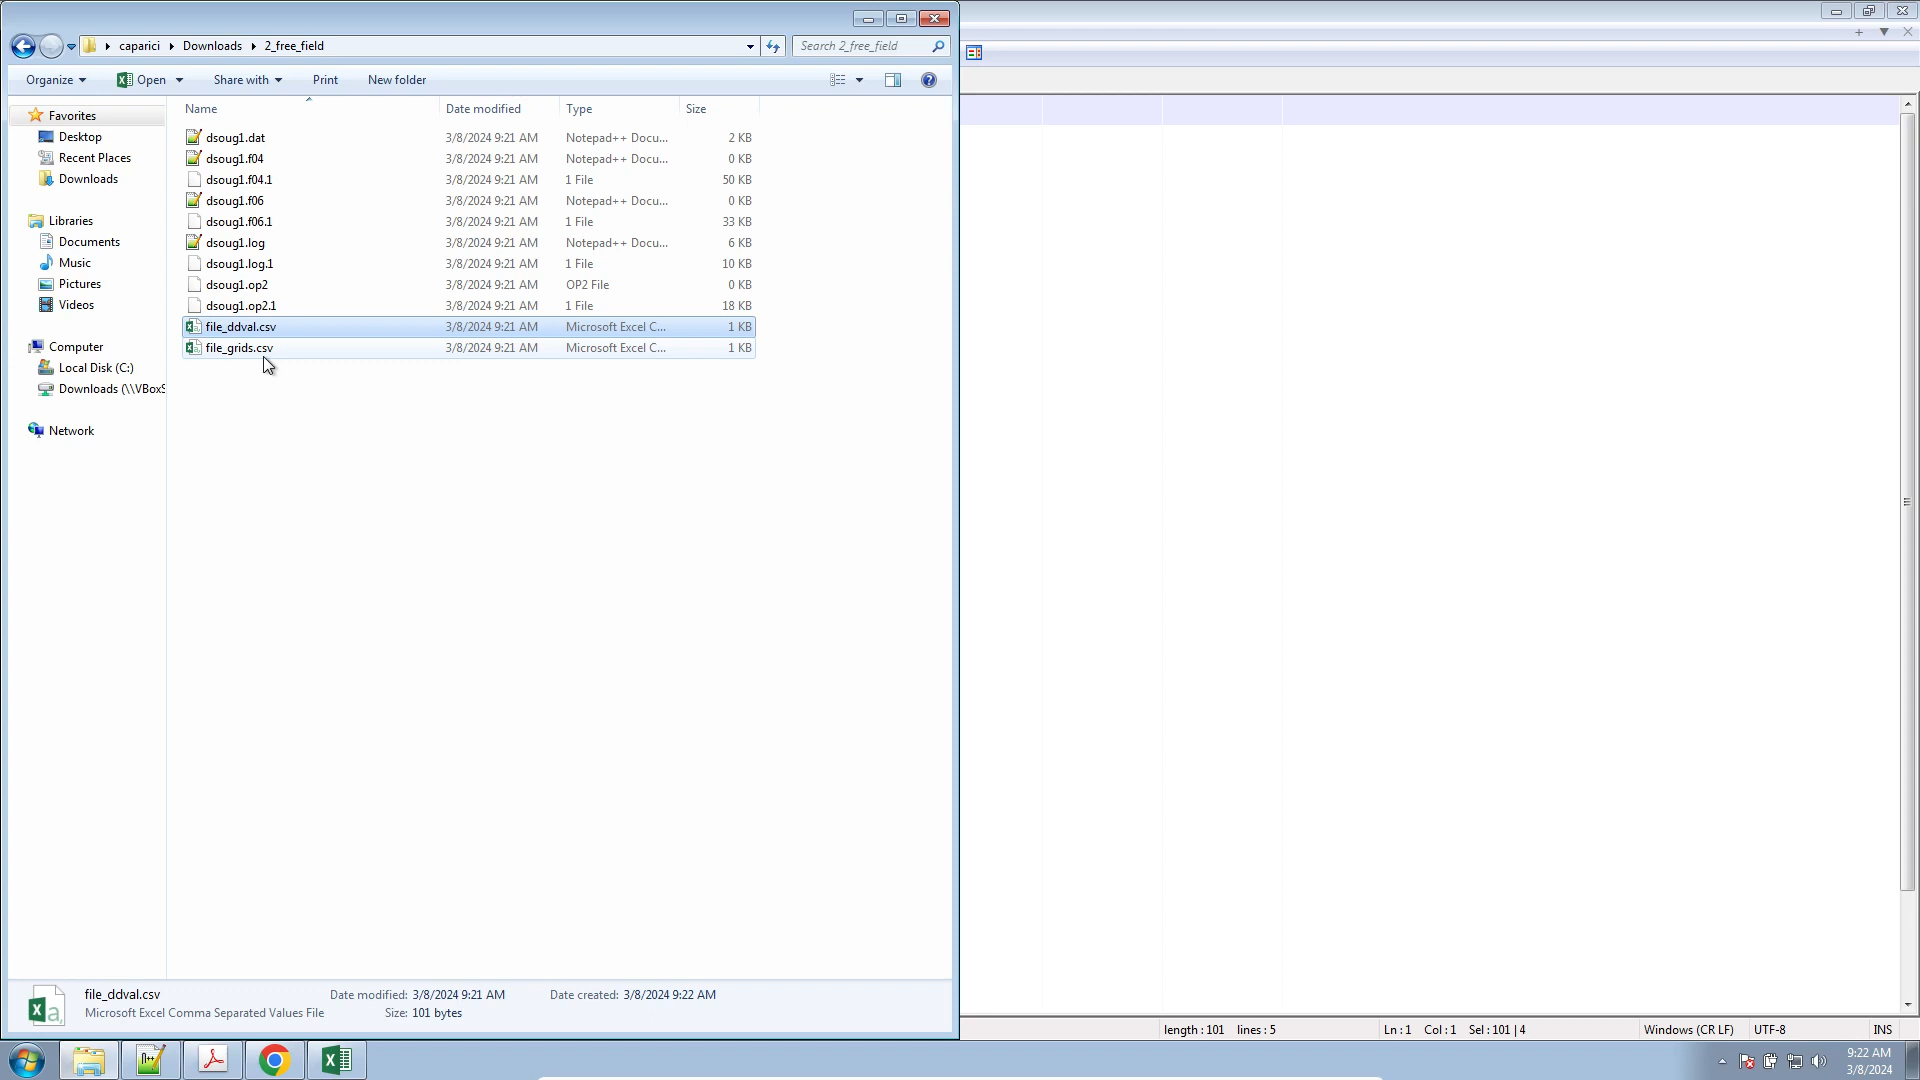 caparici ▸ Downloads ▸ 2_free_field
Search 2_free_field
Organize
Open
Share with
Print
New folder
Name Date modified Type Size
Favorites
Desktop
Recent Places
Downloads
Libraries
Documents
Music
Pictures
Videos
Computer
Local Disk (C:)
Downloads (\\VBoxS
Network
dsoug1.dat 3/8/2024 9:21 AM Notepad++ Docu... 2 KB
dsoug1.f04 3/8/2024 9:21 AM Notepad++ Docu... 0 KB
dsoug1.f04.1 3/8/2024 9:21 AM 1 File 50 KB
dsoug1.f06 3/8/2024 9:21 AM Notepad++ Docu... 0 KB
dsoug1.f06.1 3/8/2024 9:21 AM 1 File 33 KB
dsoug1.log 3/8/2024 9:21 AM Notepad++ Docu... 6 KB
dsoug1.log.1 3/8/2024 9:21 AM 1 File 10 KB
dsoug1.op2 3/8/2024 9:21 AM OP2 File 0 KB
dsoug1.op2.1 3/8/2024 9:21 AM 1 File 18 KB
file_ddval.csv 3/8/2024 9:21 AM Microsoft Excel C... 1 KB
file_grids.csv 3/8/2024 9:21 AM Microsoft Excel C... 1 KB
file_ddval.csv Date modified: 3/8/2024 9:21 AM Date created: 3/8/2024 9:22 AM
Microsoft Excel Comma Separated Values File Size: 101 bytes
length : 101 lines : 5 Ln : 1 Col : 1 Sel : 101 | 4 Windows (CR LF) UTF-8 INS
9:22 AM
3/8/2024